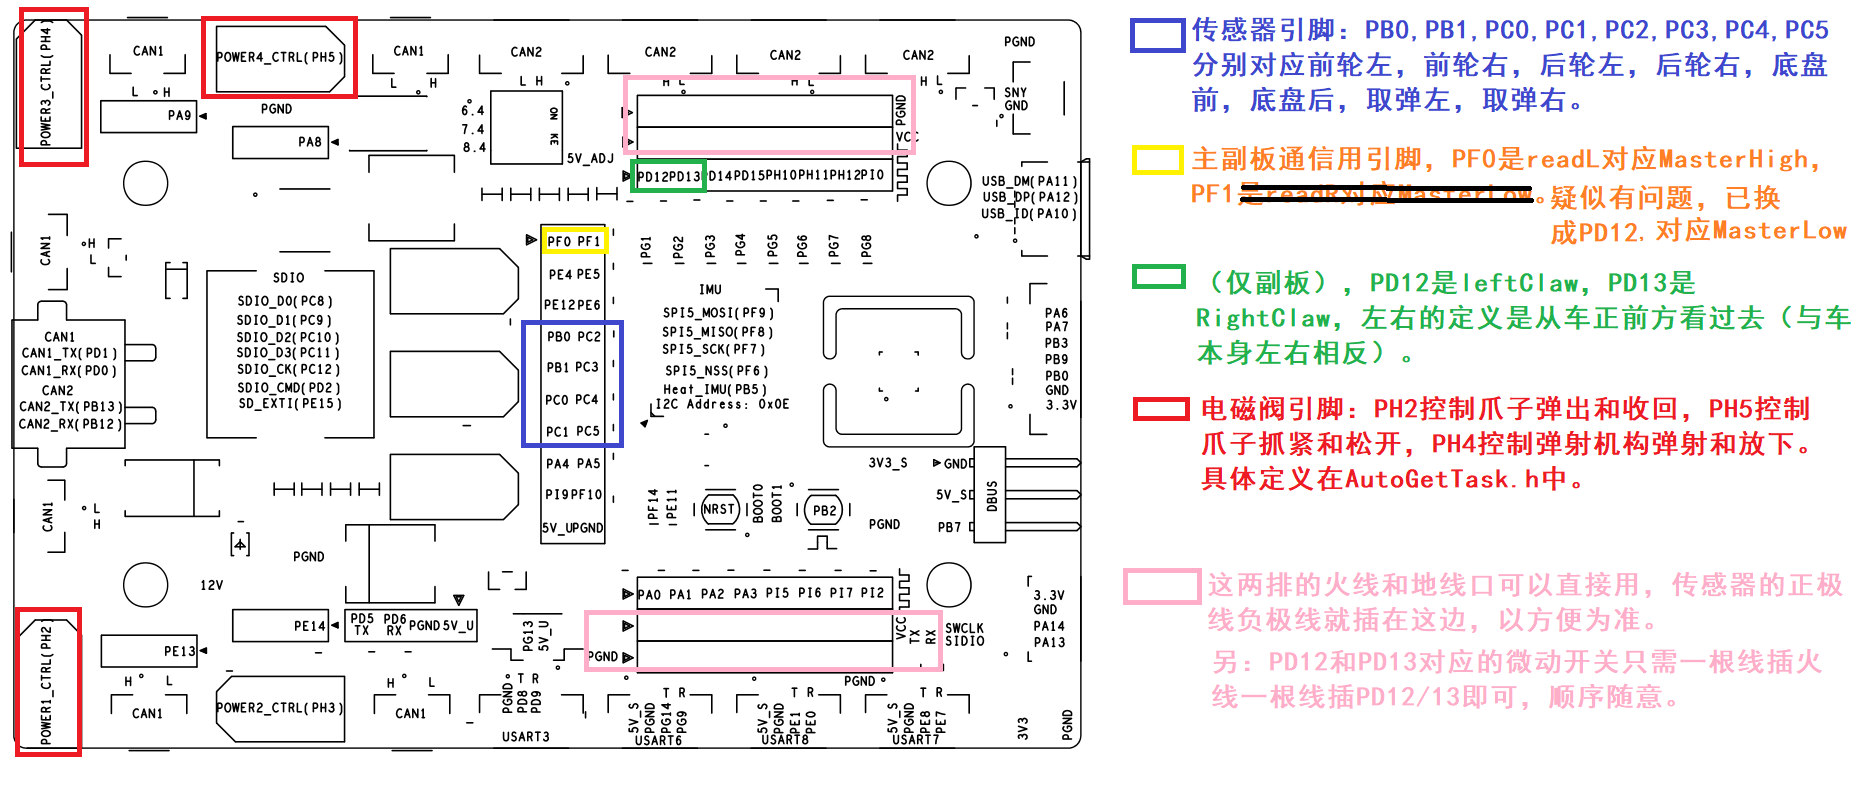 POWER3_CTRL(PH4)
CAN1
L H
PA9
POWER4_CTRL(PH5)
PGND
PA8
CAN1
L H
CAN2
L H
6.4
7.4
8.4
ON
KE
5V_ADJ
CAN2
H L
CAN2
H L
CAN2
H L
PGND
SNY
GND
PGND
VCC
PD12PD13PD14PD15PH10PH11PH12PI0
USB_DM(PA11)
USB_DP(PA12)
USB_ID(PA10)
CAN1
H
L
PF0 PF1
PE4 PE5
PE12PE6
PB0 PC2
PB1 PC3
PC0 PC4
PC1 PC5
PA4 PA5
PI9PF10
5V_UPGND
PG1
PG2
PG3
PG4
PG5
PG6
PG7
PG8
SDIO
SDIO_D0(PC8)
SDIO_D1(PC9)
SDIO_D2(PC10)
SDIO_D3(PC11)
SDIO_CK(PC12)
SDIO_CMD(PD2)
SD_EXTI(PE15)
IMU
SPI5_MOSI(PF9)
SPI5_MISO(PF8)
SPI5_SCK(PF7)
SPI5_NSS(PF6)
Heat_IMU(PB5)
I2C Address: 0x0E
CAN1
CAN1_TX(PD1)
CAN1_RX(PD0)
CAN2
CAN2_TX(PB13)
CAN2_RX(PB12)
PA6
PA7
PB3
PB9
PB0
GND
3.3V
3V3_S
GND
5V_S
PB7
DBUS
CAN1
L
H
PF14
PE11
NRST
BOOT0
BOOT1
PB2
PGND
PGND
12V
PA0 PA1 PA2 PA3 PI5 PI6 PI7 PI2
3.3V
GND
PA14
PA13
POWER1_CTRL(PH2)
PE13
PE14
PD5
TX
PD6
RX
PGND
5V_U
PG13
5V_U
PGND
VCC
TX
RX
SWCLK
SIDIO
PGND
H L
CAN1
POWER2_CTRL(PH3)
H L
CAN1
T R
PGND
PD8
PD9
USART3
T R
5V_S
PGND
PG14
PG9
USART6
T R
5V_S
PGND
PE1
PE0
USART8
T R
5V_S
PGND
PE8
PE7
USART7
3V3
PGND
传感器引脚：PB0,PB1,PC0,PC1,PC2,PC3,PC4,PC5
分别对应前轮左，前轮右，后轮左，后轮右，底盘
前，底盘后，取弹左，取弹右。
主副板通信用引脚，PF0是readL对应MasterHigh，
PF1是readR对应MasterLow。疑似有问题，已换
成PD12，对应MasterLow
（仅副板），PD12是leftClaw，PD13是
RightClaw，左右的定义是从车正前方看过去（与车
本身左右相反）。
电磁阀引脚：PH2控制爪子弹出和收回，PH5控制
爪子抓紧和松开，PH4控制弹射机构弹射和放下。
具体定义在AutoGetTask.h中。
这两排的火线和地线口可以直接用，传感器的正极
线负极线就插在这边，以方便为准。
另：PD12和PD13对应的微动开关只需一根线插火
线一根线插PD12/13即可，顺序随意。